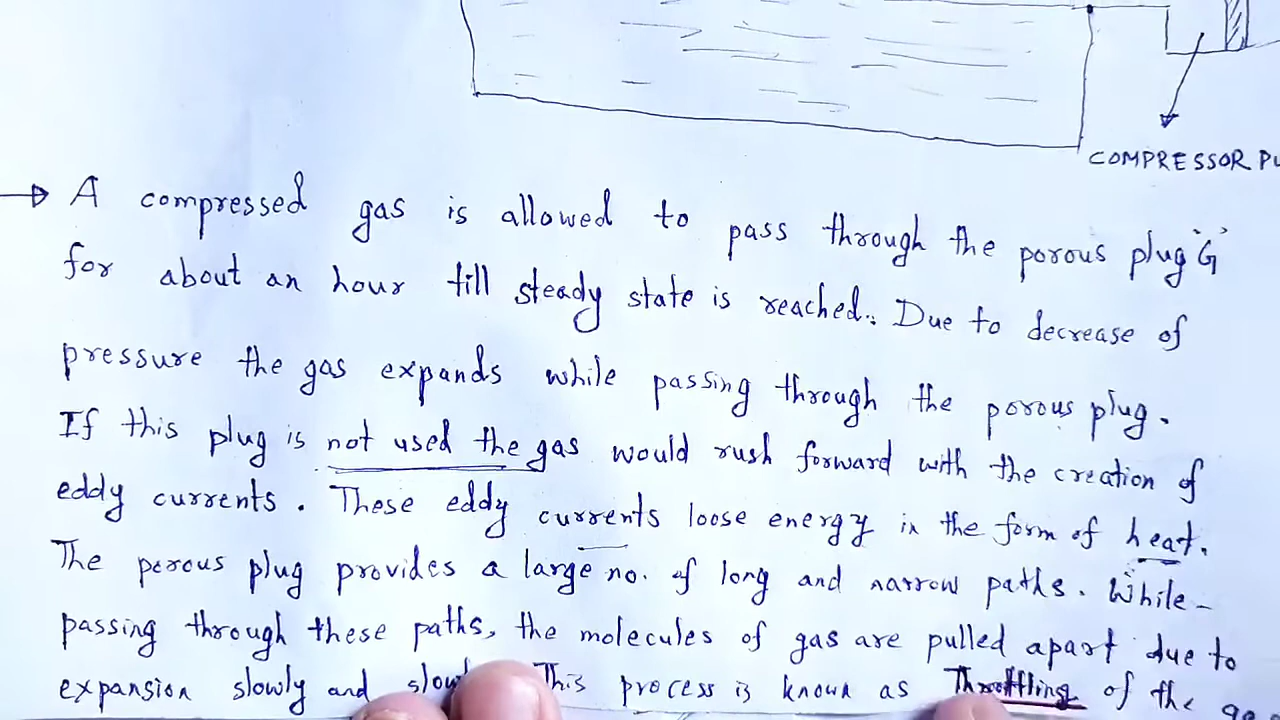 COMPRESSOR
→ A compressed gas is allowed to pass through the porous plug 'G'
for about an hour till steady state is reached. Due to decrease of
pressure the gas expands while passing through the porous plug.
If this plug is not used the gas would rush forward with the creation of
eddy currents. These eddy currents loose energy in the form of heat.
The porous plug provides a large no. of long and narrow paths. While-
passing through these paths, the molecules of gas are pulled apart due to
expansion slowly and This process is known as Throttling of the